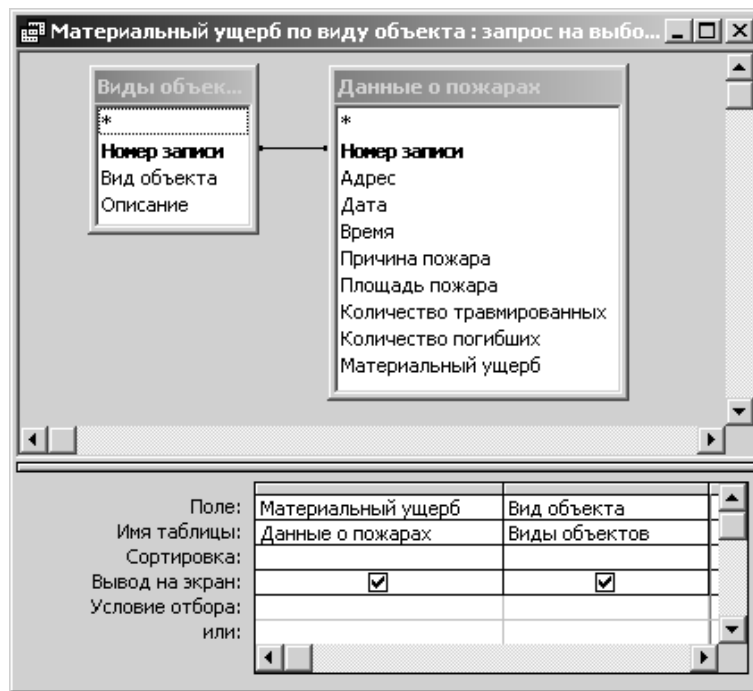 Материальный ущерб по виду объекта : запрос на выбо...
Виды объек...
*
Номер записи
Вид объекта
Описание
Данные о пожарах
*
Номер записи
Адрес
Дата
Время
Причина пожара
Площадь пожара
Количество травмированных
Количество погибших
Материальный ущерб
Поле: Материальный ущерб Вид объекта
Имя таблицы: Данные о пожарах Виды объектов
Сортировка:
Вывод на экран:
Условие отбора:
или: